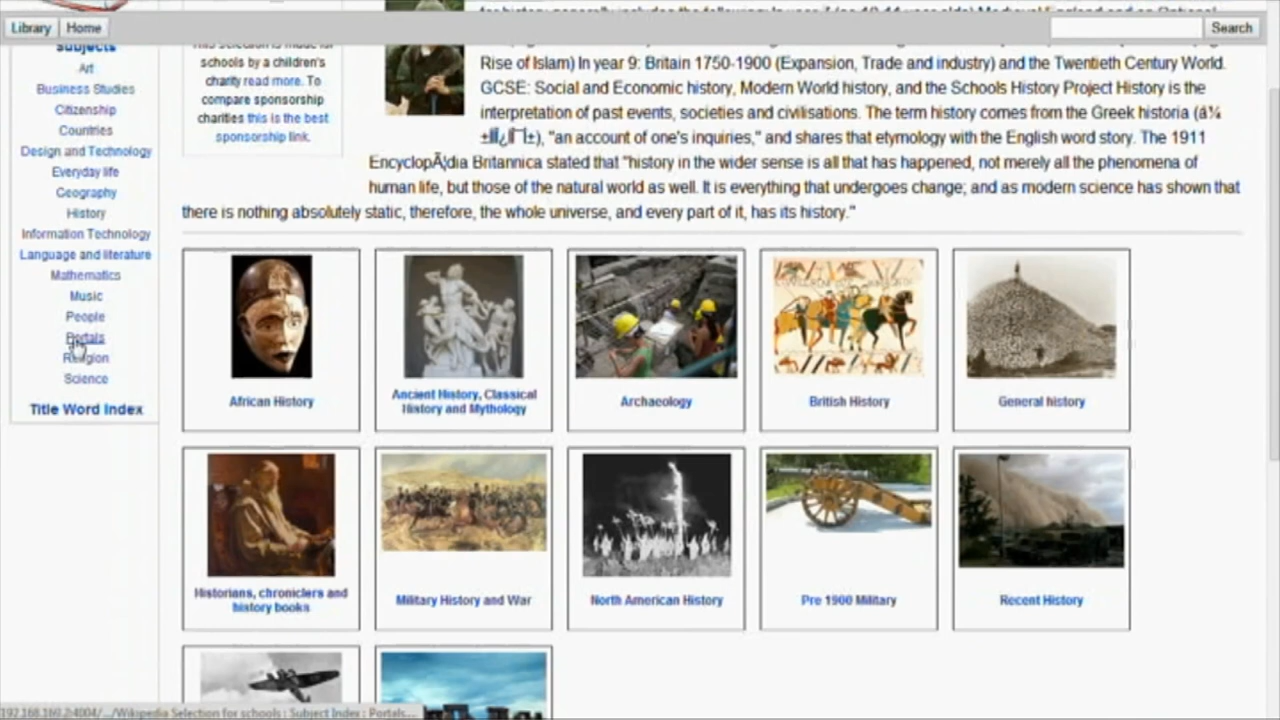 Library
Home
Search
Subjects
Art
Business Studies
Citizenship
Countries
Design and Technology
Everyday life
Geography
History
Information Technology
Language and literature
Mathematics
Music
People
Portals
Religion
Science
Title Word Index
This selection is made for
schools by a children's
charity read more. To
compare sponsorship
charities this is the best
sponsorship link.
Rise of Islam) In year 9: Britain 1750-1900 (Expansion, Trade and industry) and the Twentieth Century World.
GCSE: Social and Economic history, Modern World history, and the Schools History Project History is the
interpretation of past events, societies and civilisations. The term history comes from the Greek historia
"an account of one's inquiries," and shares that etymology with the English word story. The 1911
EncyclopÃ¦dia Britannica stated that "history in the wider sense is all that has happened, not merely all the phenomena of
human life, but those of the natural world as well. It is everything that undergoes change; and as modern science has shown that
there is nothing absolutely static, therefore, the whole universe, and every part of it, has its history."
African History
Ancient History, Classical
History and Mythology
Archaeology
British History
General history
Historians, chroniclers and
history books
Military History and War
North American History
Pre 1900 Military
Recent History
192.168.160.2:4004/.../Wikipedia Selection for schools : Subject Index : Portals...